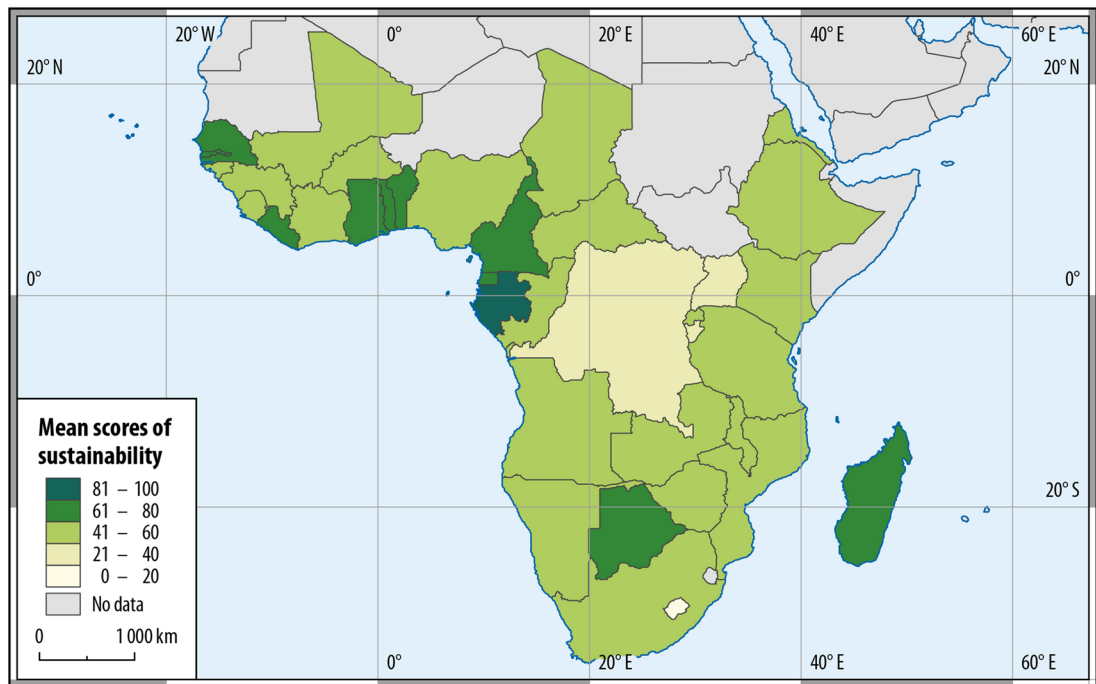 20° W 0° 20° E 40° E 60° E
20° N 20° N
0° 0°
20° S
Mean scores of
sustainability
81 – 100
61 – 80
41 – 60
21 – 40
0 – 20
No data
0 1 000 km
0° 20° E 40° E 60° E